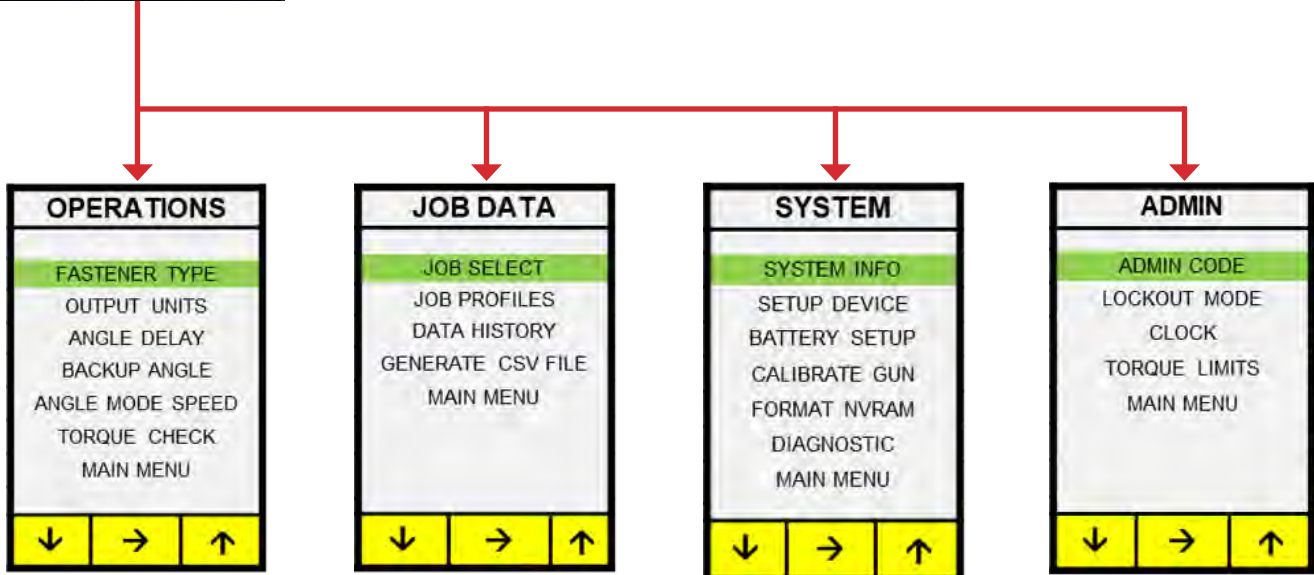 OPERATIONS
FASTENER TYPE
OUTPUT UNITS
ANGLE DELAY
BACKUP ANGLE
ANGLE MODE SPEED
TORQUE CHECK
MAIN MENU
↓ → ↑
JOB DATA
JOB SELECT
JOB PROFILES
DATA HISTORY
GENERATE CSV FILE
MAIN MENU
↓ → ↑
SYSTEM
SYSTEM INFO
SETUP DEVICE
BATTERY SETUP
CALIBRATE GUN
FORMAT NVRAM
DIAGNOSTIC
MAIN MENU
↓ → ↑
ADMIN
ADMIN CODE
LOCKOUT MODE
CLOCK
TORQUE LIMITS
MAIN MENU
↓ → ↑